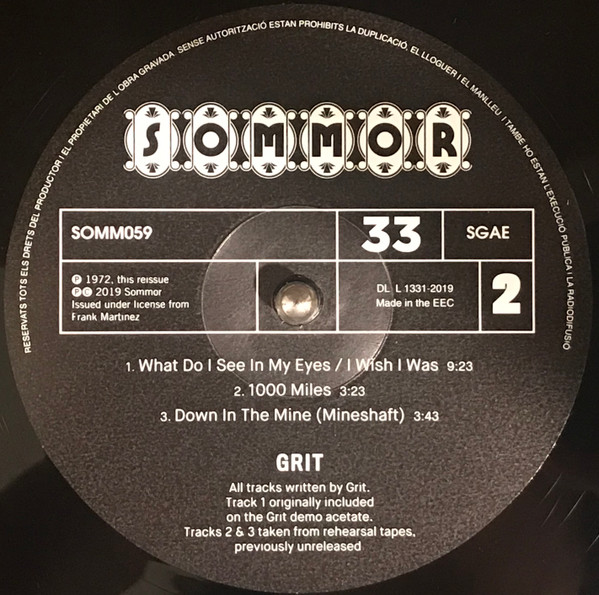 RESERVATS TOTS ELS DRETS DEL PRODUCTOR I EL PROPIETARI DE L'OBRA GRAVADA SENSE AUTORITZACIÓ ESTAN PROHIBITS LA DUPLICACIÓ, EL LLOGUER I EL MANLLEU I TAMBE HO ESTAN L'EXECUCIO PUBLICA I LA RADIODIFUSIÓ
SOMMOR
SOMM059
33
SGAE
℗ 1972, this reissue
℗ © 2019 Sommor
Issued under license from
Frank Martinez
DL L 1331-2019
Made in the EEC
2
1. What Do I See In My Eyes / I Wish I Was 9:23
2. 1000 Miles 3:23
3. Down In The Mine (Mineshaft) 3:43
GRIT
All tracks written by Grit.
Track 1 originally included
on the Grit demo acetate.
Tracks 2 & 3 taken from rehearsal tapes,
previously unreleased